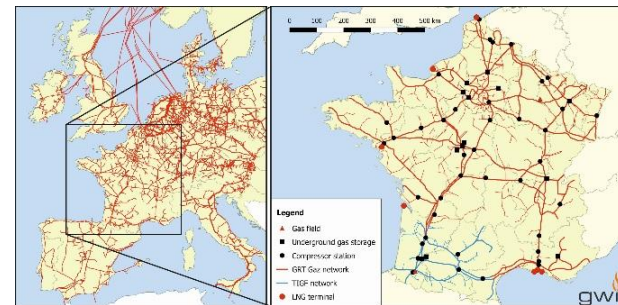 0 100 200 300 400 500 km
Legend
Gas field
Underground gas storage
Compressor station
GRT Gaz network
TIGF network
LNG terminal
gwi